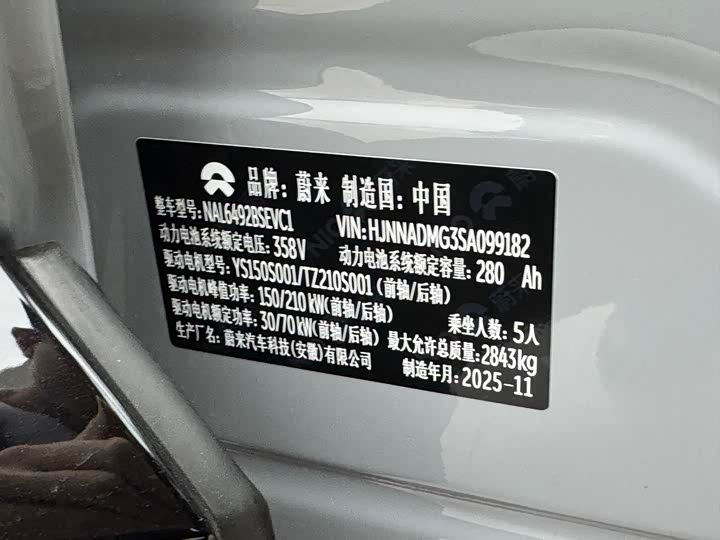 品牌：蔚来 制造国：中国
整车型号：NAL6492BSEVC1 VIN：HJNNADMG3SA099182
动力电池系统额定电压：358V 动力电池系统额定容量：280 Ah
驱动电机型号：YS150S001/TZ210S001（前轴/后轴）
驱动电机峰值功率：150/210 kW(前轴/后轴)
驱动电机额定功率：30/70 kW(前轴/后轴) 乘坐人数：5人
生产厂名：蔚来汽车科技(安徽)有限公司 最大允许总质量：2843kg
制造年月：2025-11